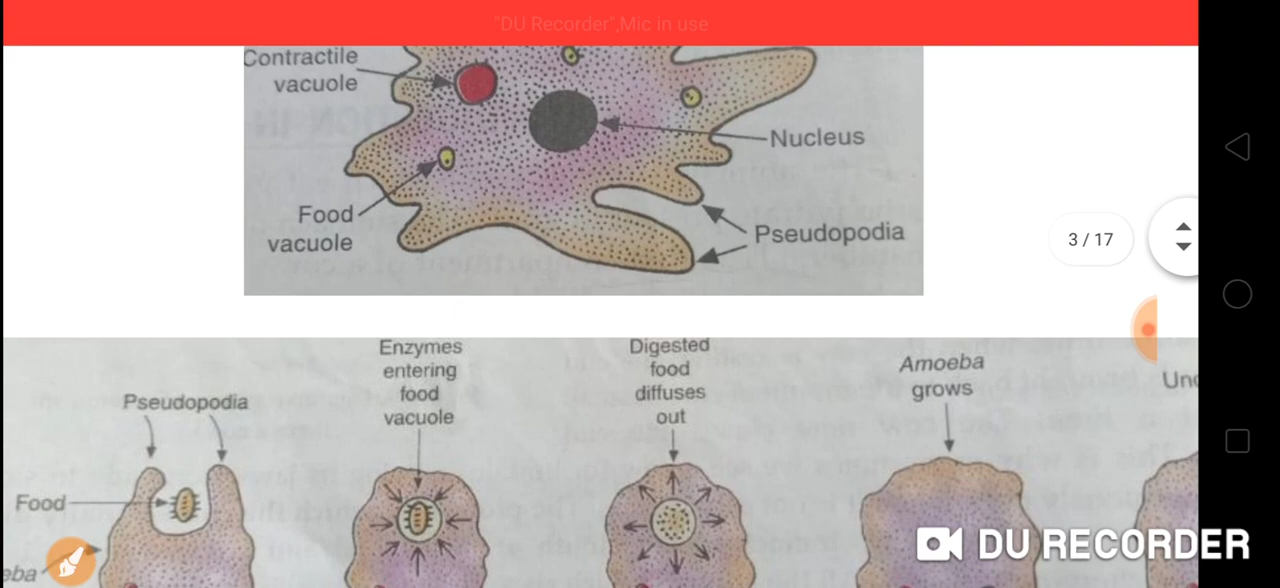 "DU Recorder",Mic in use
Contractile
vacuole
Nucleus
Food
vacuole
Pseudopodia
3 / 17
Enzymes
entering
food
vacuole
Digested
food
diffuses
out
Amoeba
grows
Pseudopodia
Food
DU RECORDER